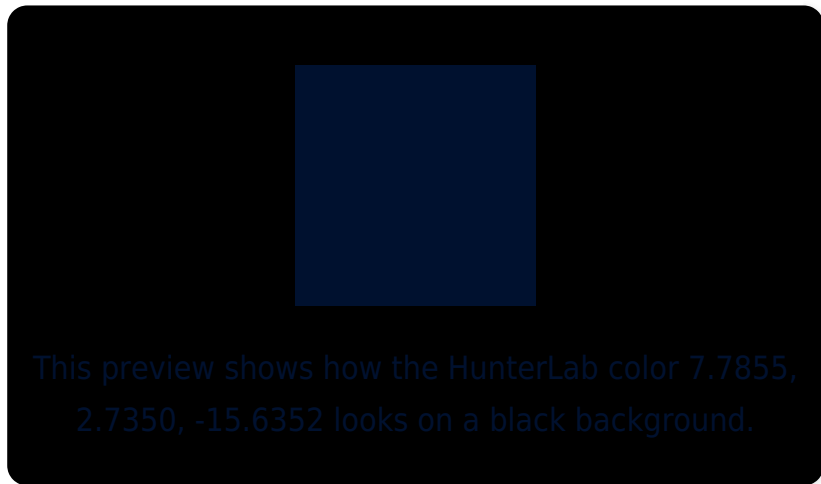 This preview shows how the HunterLab color 7.7855,
2.7350, -15.6352 looks on a black background.